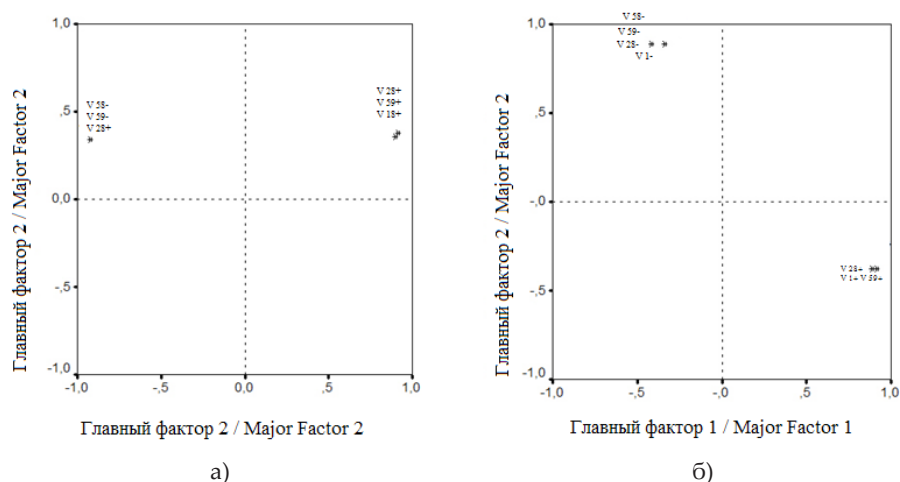 1,0
V 28+
V 59+
V 18+
,5
V 58-
V 59-
V 28+
0,0
-,5
-1,0
-1,0
0,0
,5
1,0
Главный фактор 2 / Major Factor 2
Главный фактор 2 / Major Factor 2
а)
V 58-
1,0
V 59-
V 28-
V 1-
,5
-,0
V 28+
V 1+ V 59+
-,5
-1,0
-1,0
-,5
-,0
,5
1,0
Главный фактор 2 / Major Factor 2
Главный фактор 1 / Major Factor 1
б)